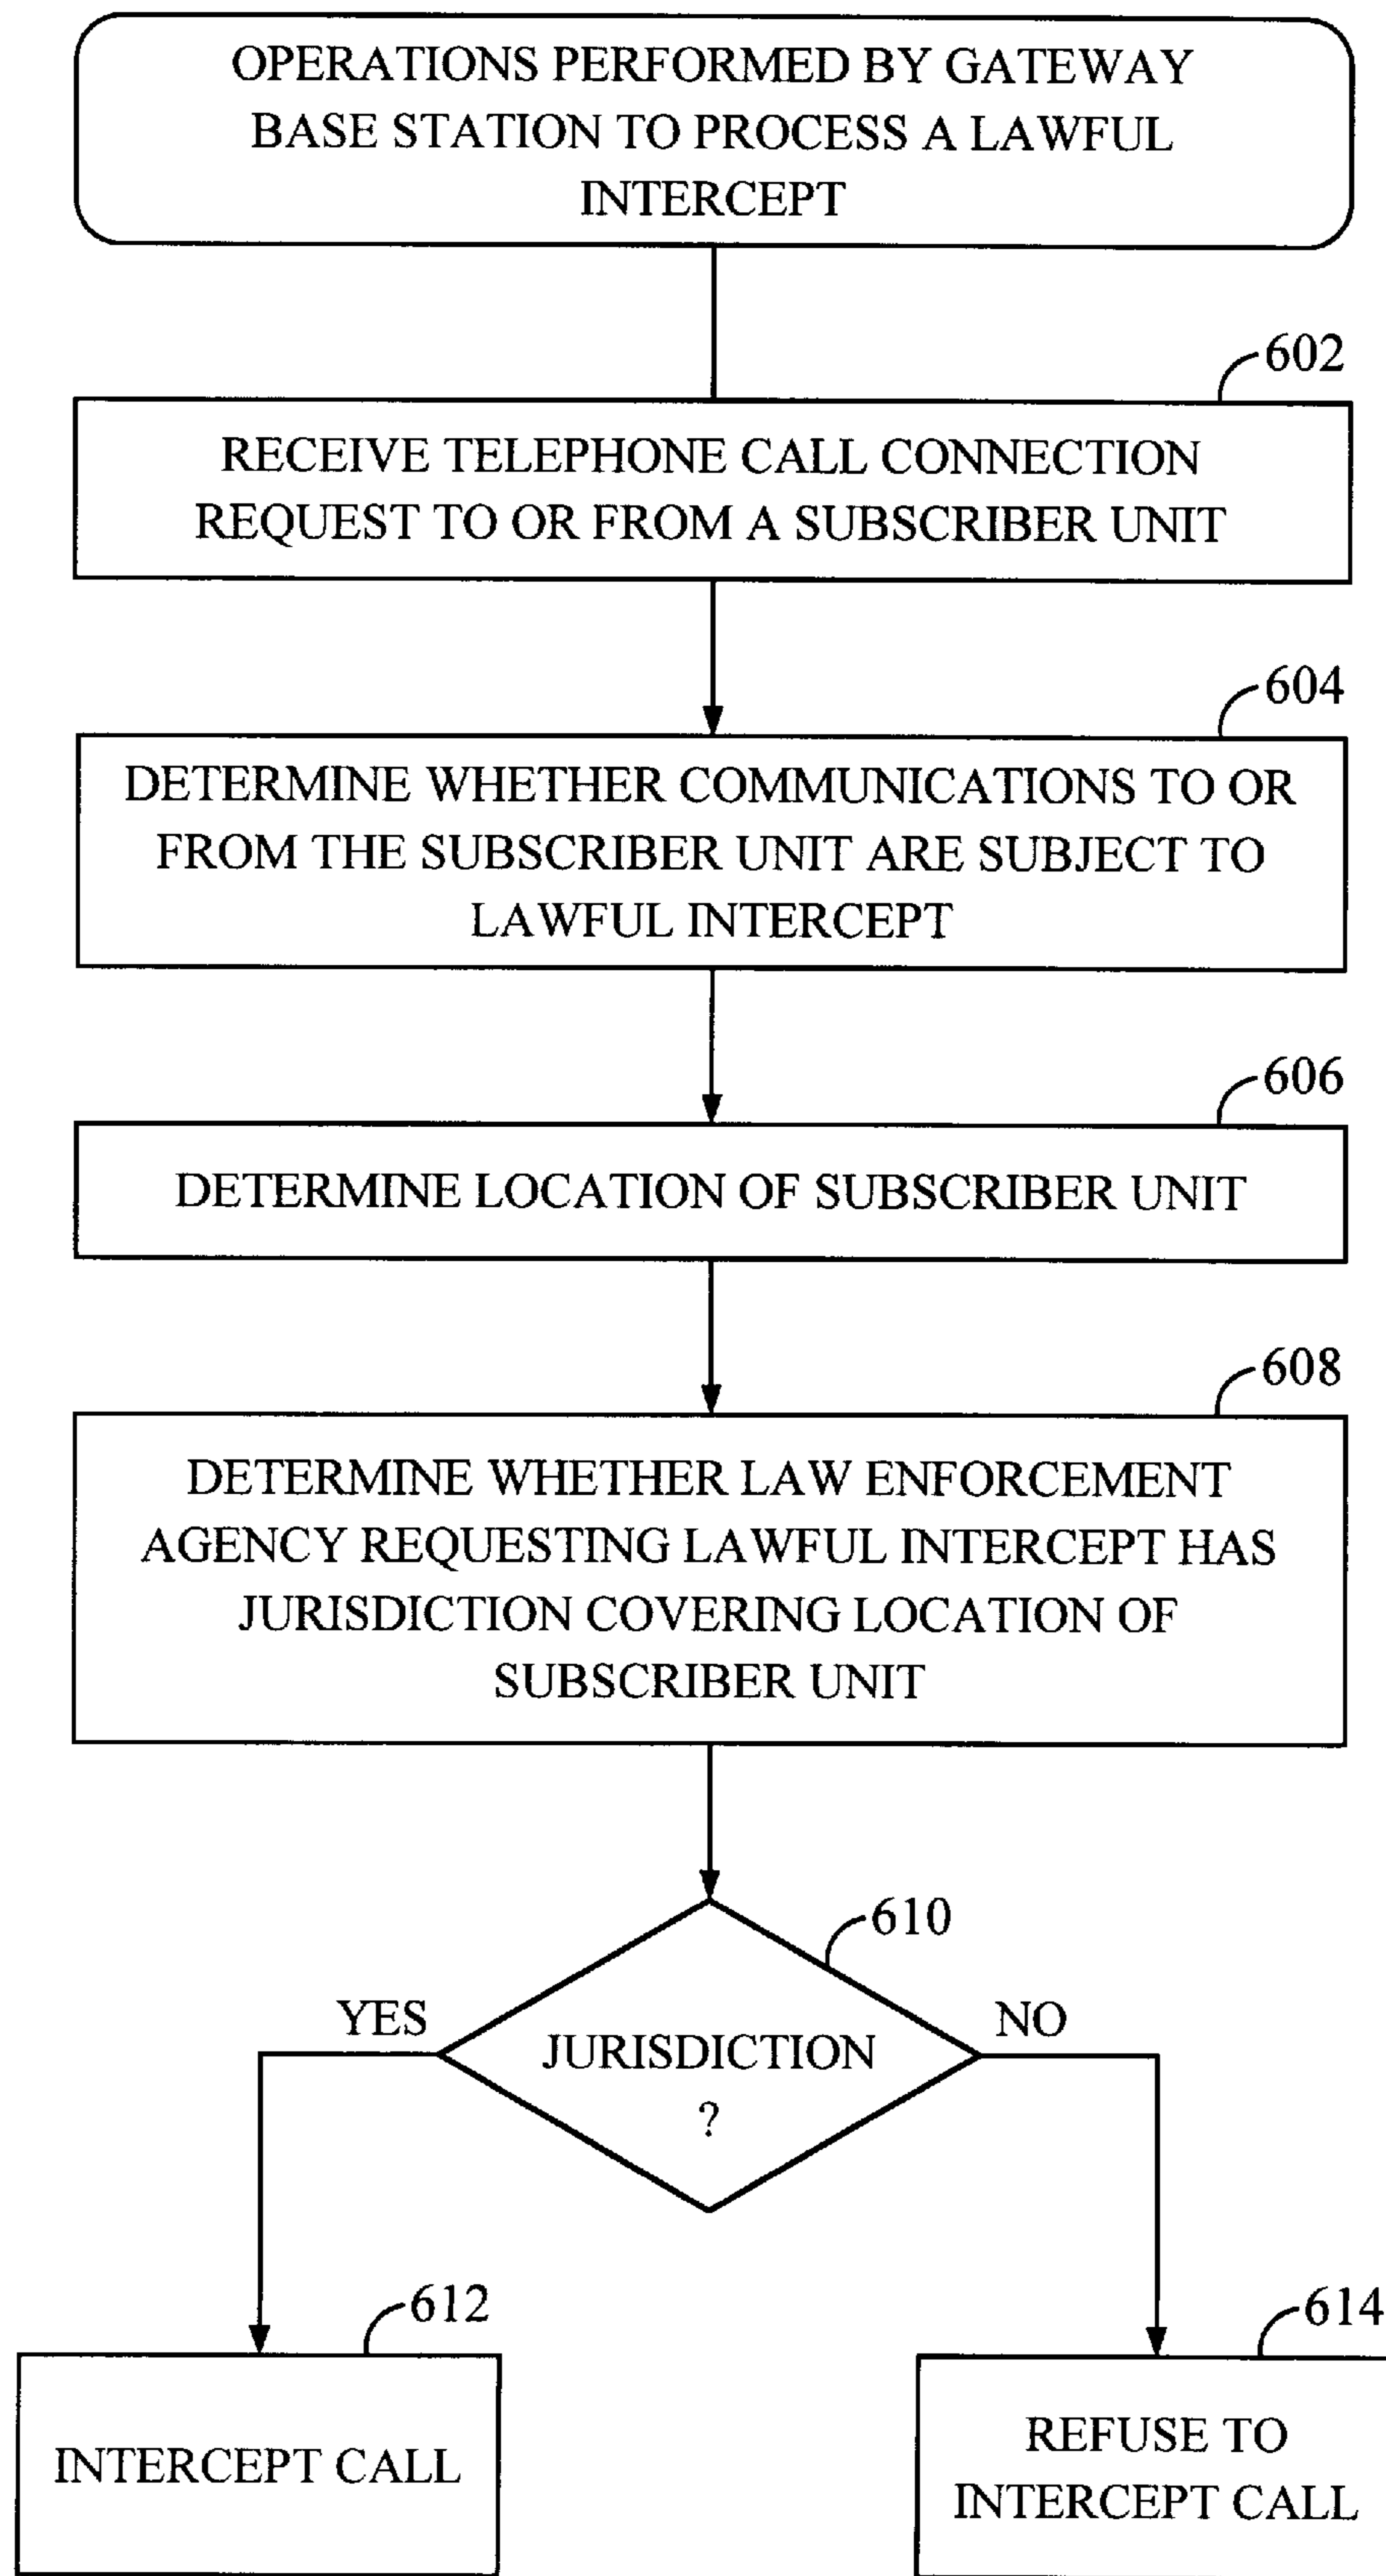 OPERATIONS PERFORMED BY GATEWAY
BASE STATION TO PROCESS A LAWFUL
INTERCEPT
602
RECEIVE TELEPHONE CALL CONNECTION
REQUEST TO OR FROM A SUBSCRIBER UNIT
604
DETERMINE WHETHER COMMUNICATIONS TO OR
FROM THE SUBSCRIBER UNIT ARE SUBJECT TO
LAWFUL INTERCEPT
606
DETERMINE LOCATION OF SUBSCRIBER UNIT
608
DETERMINE WHETHER LAW ENFORCEMENT
AGENCY REQUESTING LAWFUL INTERCEPT HAS
JURISDICTION COVERING LOCATION OF
SUBSCRIBER UNIT
610
YES
NO
JURISDICTION
?
612
614
INTERCEPT CALL
REFUSE TO
INTERCEPT CALL